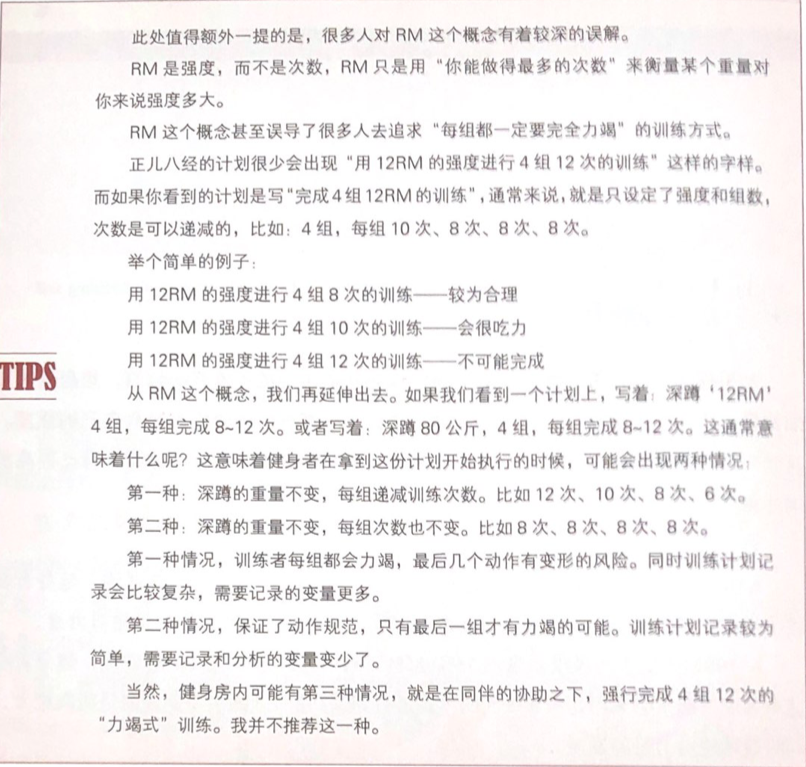 此处值得额外一提的是，很多人对 RM 这个概念有着较深的误解。
RM 是强度，而不是次数，RM 只是用“你能做得最多的次数”来衡量某个重量对
你来说强度多大。
RM 这个概念甚至误导了很多人去追求“每组都一定要完全力竭”的训练方式。
正儿八经的计划很少会出现“用 12RM 的强度进行 4 组 12 次的训练”这样的字样。
而如果你看到的计划是写“完成 4 组 12RM 的训练”，通常来说，就是只设定了强度和组数，
次数是可以递减的，比如：4 组，每组 10 次、8 次、8 次、8 次。
举个简单的例子：
用 12RM 的强度进行 4 组 8 次的训练——较为合理
用 12RM 的强度进行 4 组 10 次的训练——会很吃力
用 12RM 的强度进行 4 组 12 次的训练——不可能完成
TIPS
从 RM 这个概念，我们再延伸出去。如果我们看到一个计划上，写着：深蹲‘12RM’
4 组，每组完成 8~12 次。或者写着：深蹲 80 公斤，4 组，每组完成 8~12 次。这通常意
味着什么呢？这意味着健身者在拿到这份计划开始执行的时候，可能会出现两种情况：
第一种：深蹲的重量不变，每组递减训练次数。比如 12 次、10 次、8 次、6 次。
第二种：深蹲的重量不变，每组次数也不变。比如 8 次、8 次、8 次、8 次。
第一种情况，训练者每组都会力竭，最后几个动作有变形的风险。同时训练计划记
录会比较复杂，需要记录的变量更多。
第二种情况，保证了动作规范，只有最后一组才有力竭的可能。训练计划记录较为
简单，需要记录和分析的变量变少了。
当然，健身房内可能有第三种情况，就是在同伴的协助之下，强行完成 4 组 12 次的
“力竭式”训练。我并不推荐这一种。